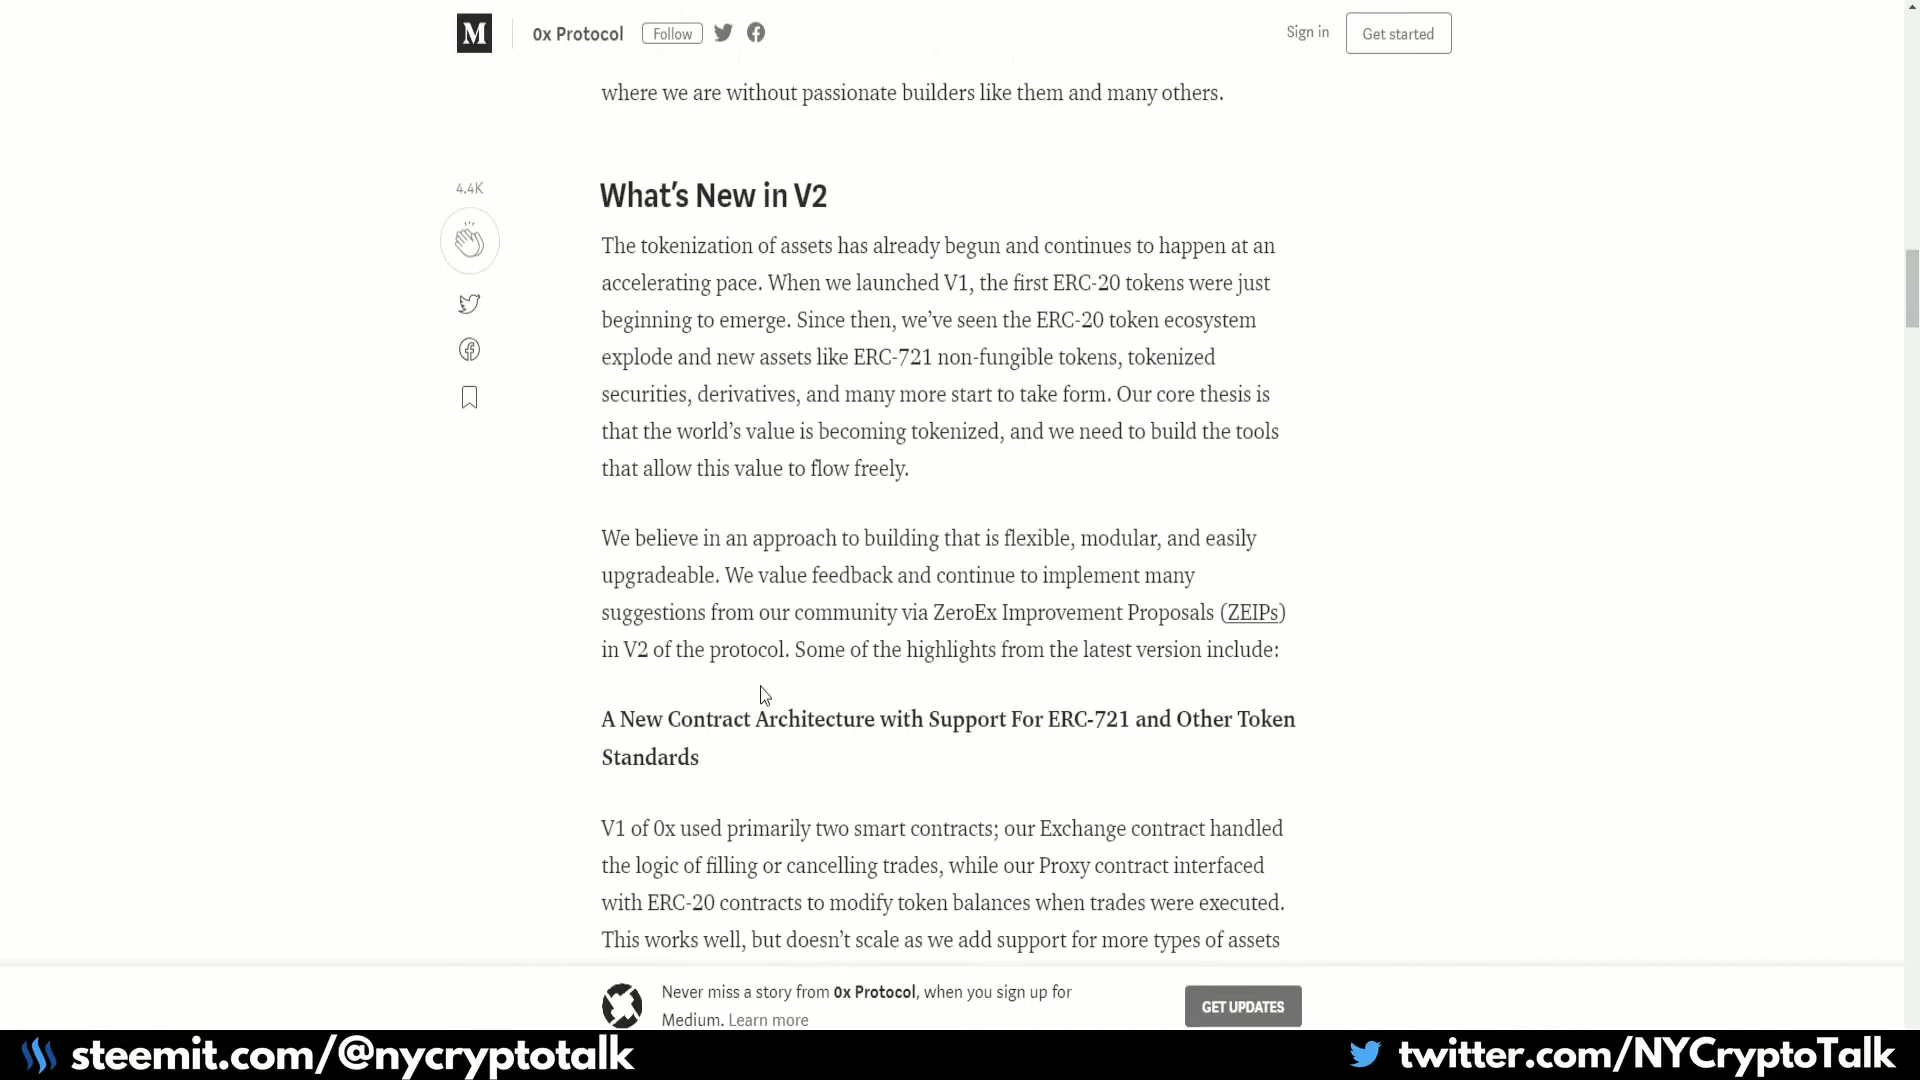 M
0x Protocol
Follow
Sign in
Get started
where we are without passionate builders like them and many others.
4.4K
What's New in V2
The tokenization of assets has already begun and continues to happen at an
accelerating pace. When we launched V1, the first ERC-20 tokens were just
beginning to emerge. Since then, we've seen the ERC-20 token ecosystem
explode and new assets like ERC-721 non-fungible tokens, tokenized
securities, derivatives, and many more start to take form. Our core thesis is
that the world's value is becoming tokenized, and we need to build the tools
that allow this value to flow freely.
We believe in an approach to building that is flexible, modular, and easily
upgradeable. We value feedback and continue to implement many
suggestions from our community via ZeroEx Improvement Proposals (ZEIPs)
in V2 of the protocol. Some of the highlights from the latest version include:
A New Contract Architecture with Support For ERC-721 and Other Token
Standards
V1 of 0x used primarily two smart contracts; our Exchange contract handled
the logic of filling or cancelling trades, while our Proxy contract interfaced
with ERC-20 contracts to modify token balances when trades were executed.
This works well, but doesn't scale as we add support for more types of assets
Never miss a story from 0x Protocol, when you sign up for
Medium. Learn more
GET UPDATES
steemit.com/@nycryptotalk
twitter.com/NYCryptoTalk